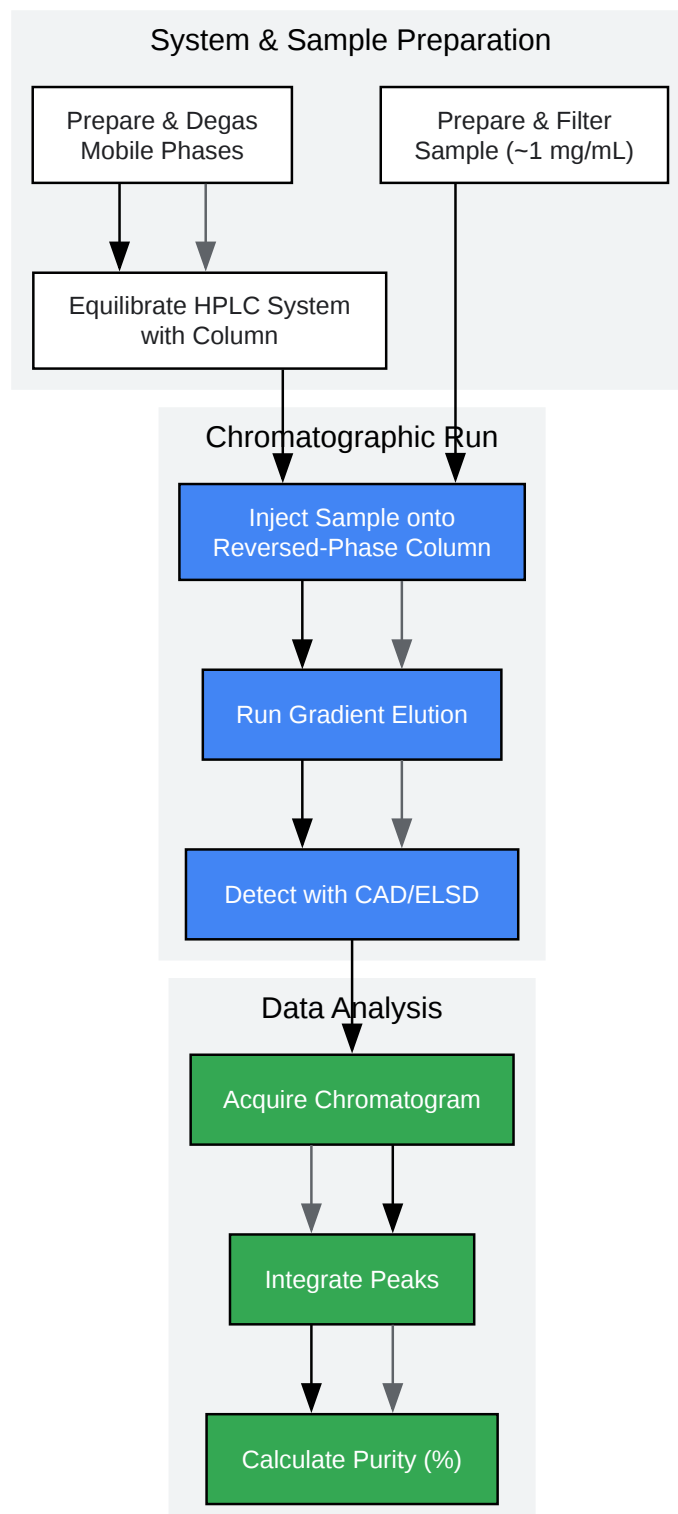 System & Sample Preparation
Prepare & Degas
Mobile Phases
Prepare & Filter
Sample (~1 mg/mL)
Equilibrate HPLC System
with Column
Chromatographic Run
Inject Sample onto
Reversed-Phase Column
Run Gradient Elution
Detect with CAD/ELSD
Data Analysis
Acquire Chromatogram
Integrate Peaks
Calculate Purity (%)